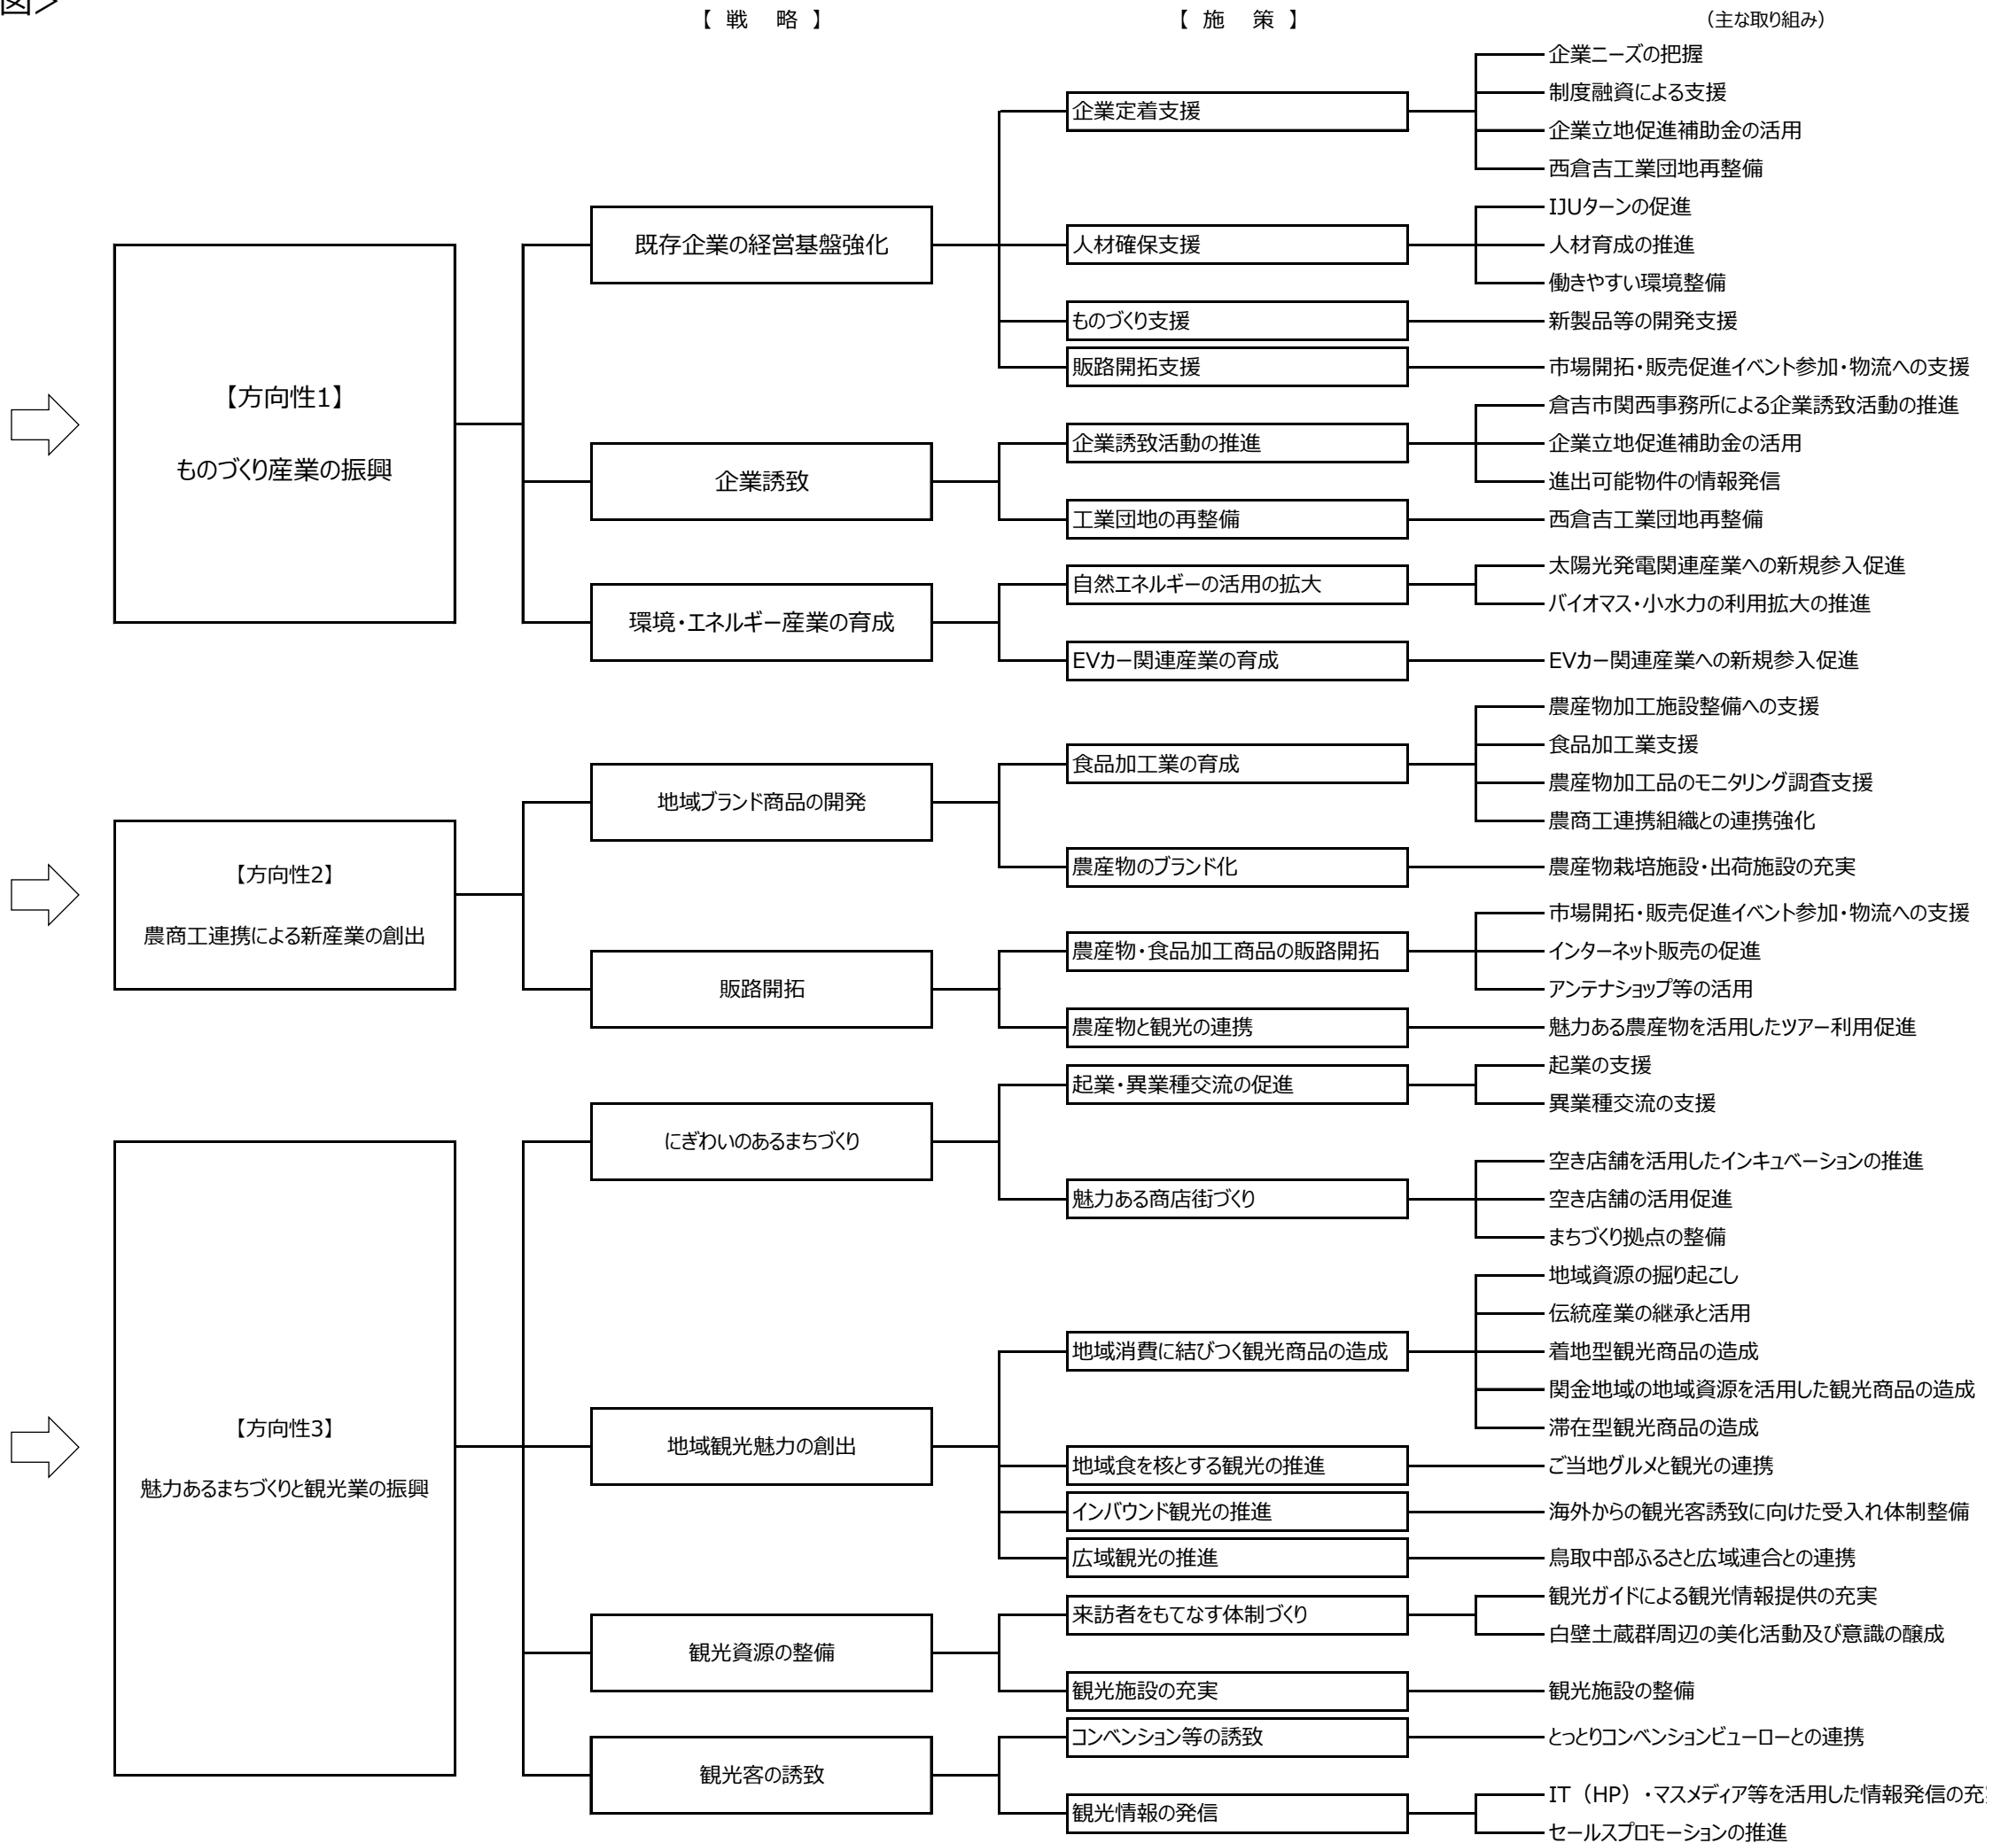 図＞
【 戦　略 】
【 施　策 】
（主な取り組み）
【方向性1】
ものづくり産業の振興
既存企業の経営基盤強化
企業定着支援
企業ニーズの把握
制度融資による支援
企業立地促進補助金の活用
西倉吉工業団地再整備
人材確保支援
IJUターンの促進
人材育成の推進
働きやすい環境整備
ものづくり支援
新製品等の開発支援
販路開拓支援
市場開拓・販売促進イベント参加・物流への支援
企業誘致
企業誘致活動の推進
倉吉市関西事務所による企業誘致活動の推進
企業立地促進補助金の活用
進出可能物件の情報発信
工業団地の再整備
西倉吉工業団地再整備
環境・エネルギー産業の育成
自然エネルギーの活用の拡大
太陽光発電関連産業への新規参入促進
バイオマス・小水力の利用拡大の推進
EVカー関連産業の育成
EVカー関連産業への新規参入促進
【方向性2】
農商工連携による新産業の創出
地域ブランド商品の開発
食品加工業の育成
農産物加工施設整備への支援
食品加工業支援
農産物加工品のモニタリング調査支援
農商工連携組織との連携強化
農産物のブランド化
農産物栽培施設・出荷施設の充実
販路開拓
農産物・食品加工商品の販路開拓
市場開拓・販売促進イベント参加・物流への支援
インターネット販売の促進
アンテナショップ等の活用
農産物と観光の連携
魅力ある農産物を活用したツアー利用促進
【方向性3】
魅力あるまちづくりと観光業の振興
にぎわいのあるまちづくり
起業・異業種交流の促進
起業の支援
異業種交流の支援
魅力ある商店街づくり
空き店舗を活用したインキュベーションの推進
空き店舗の活用促進
まちづくり拠点の整備
地域観光魅力の創出
地域消費に結びつく観光商品の造成
地域資源の掘り起こし
伝統産業の継承と活用
着地型観光商品の造成
関金地域の地域資源を活用した観光商品の造成
滞在型観光商品の造成
地域食を核とする観光の推進
ご当地グルメと観光の連携
インバウンド観光の推進
海外からの観光客誘致に向けた受入れ体制整備
広域観光の推進
鳥取中部ふるさと広域連合との連携
観光資源の整備
来訪者をもてなす体制づくり
観光ガイドによる観光情報提供の充実
白壁土蔵群周辺の美化活動及び意識の醸成
観光施設の充実
観光施設の整備
観光客の誘致
コンベンション等の誘致
とっとりコンベンションビューローとの連携
観光情報の発信
IT（HP）・マスメディア等を活用した情報発信の充
セールスプロモーションの推進